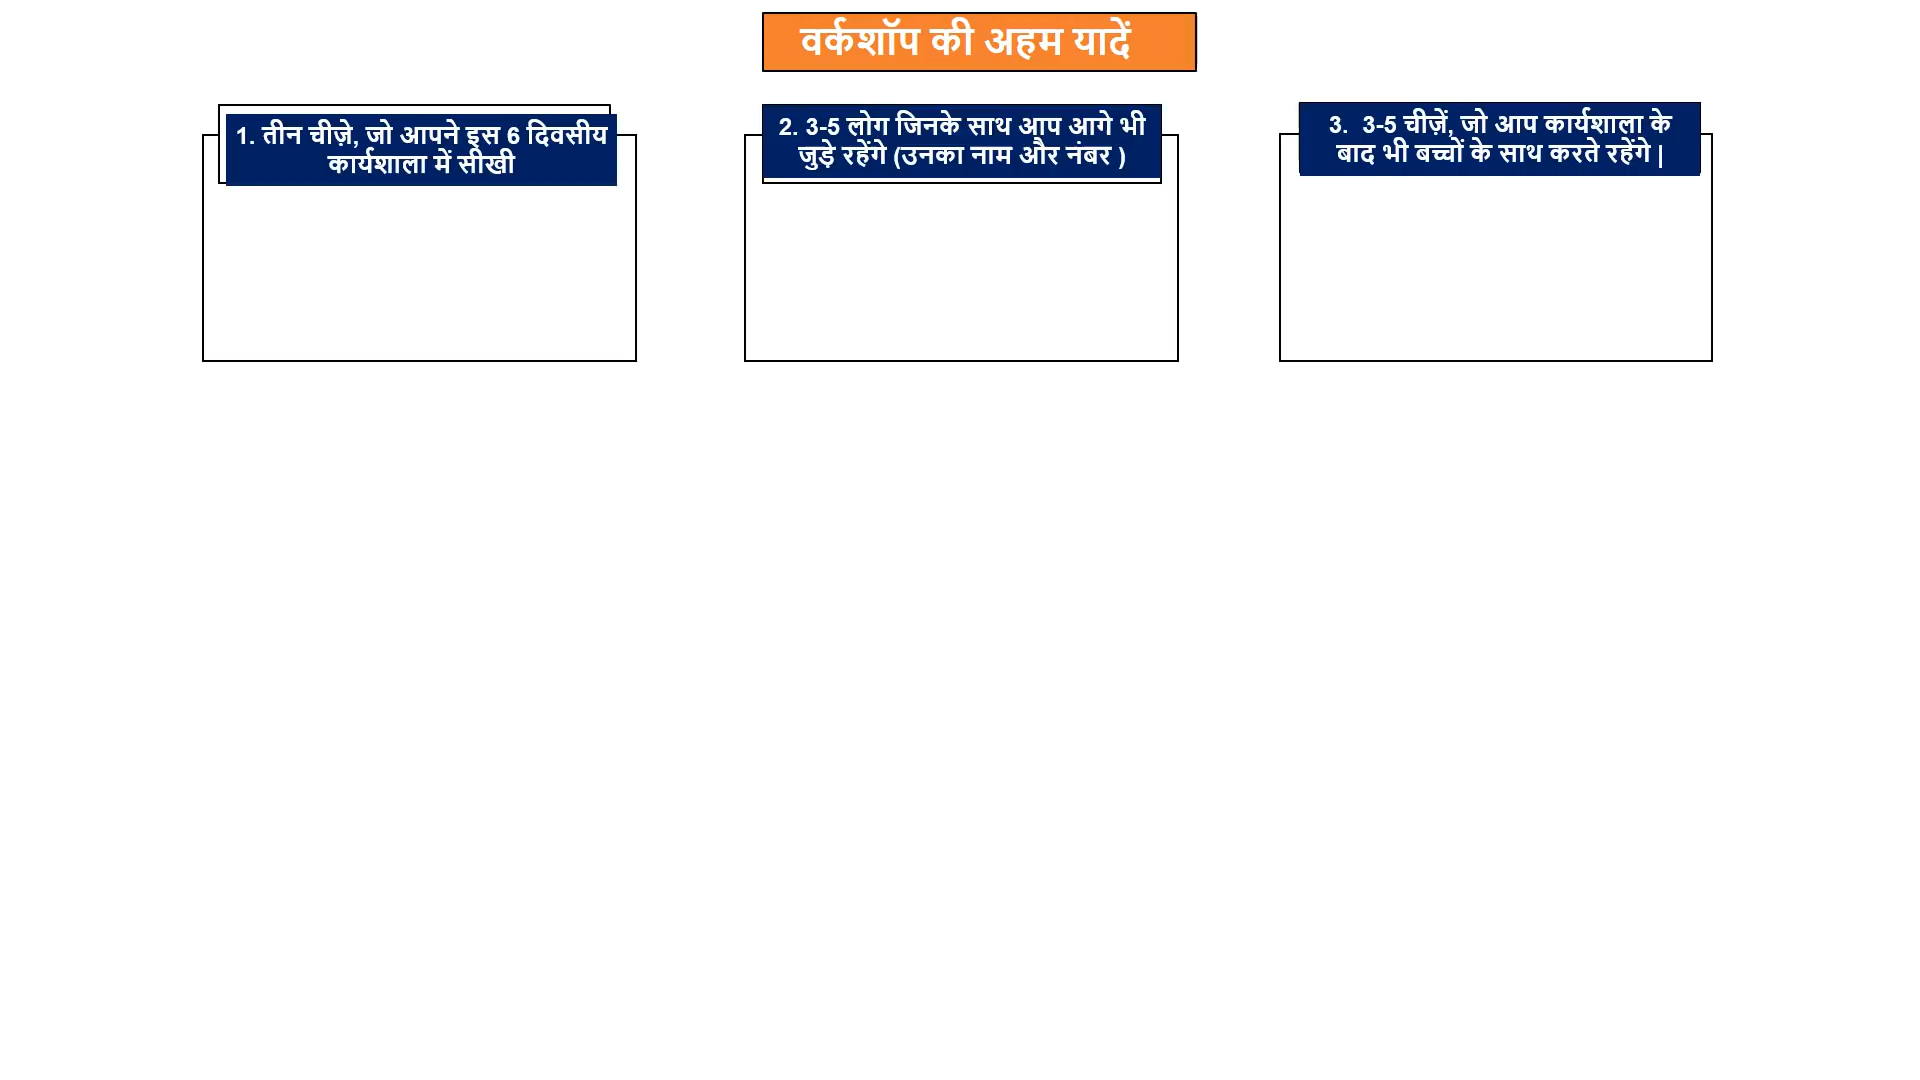 वर्कशॉप की अहम यादें
1. तीन चीज़े, जो आपने इस 6 दिवसीय
कार्यशाला में सीखी
2. 3-5 लोग जिनके साथ आप आगे भी
जुड़े रहेंगे (उनका नाम और नंबर )
3.  3-5 चीज़ें, जो आप कार्यशाला के
बाद भी बच्चों के साथ करते रहेंगे |